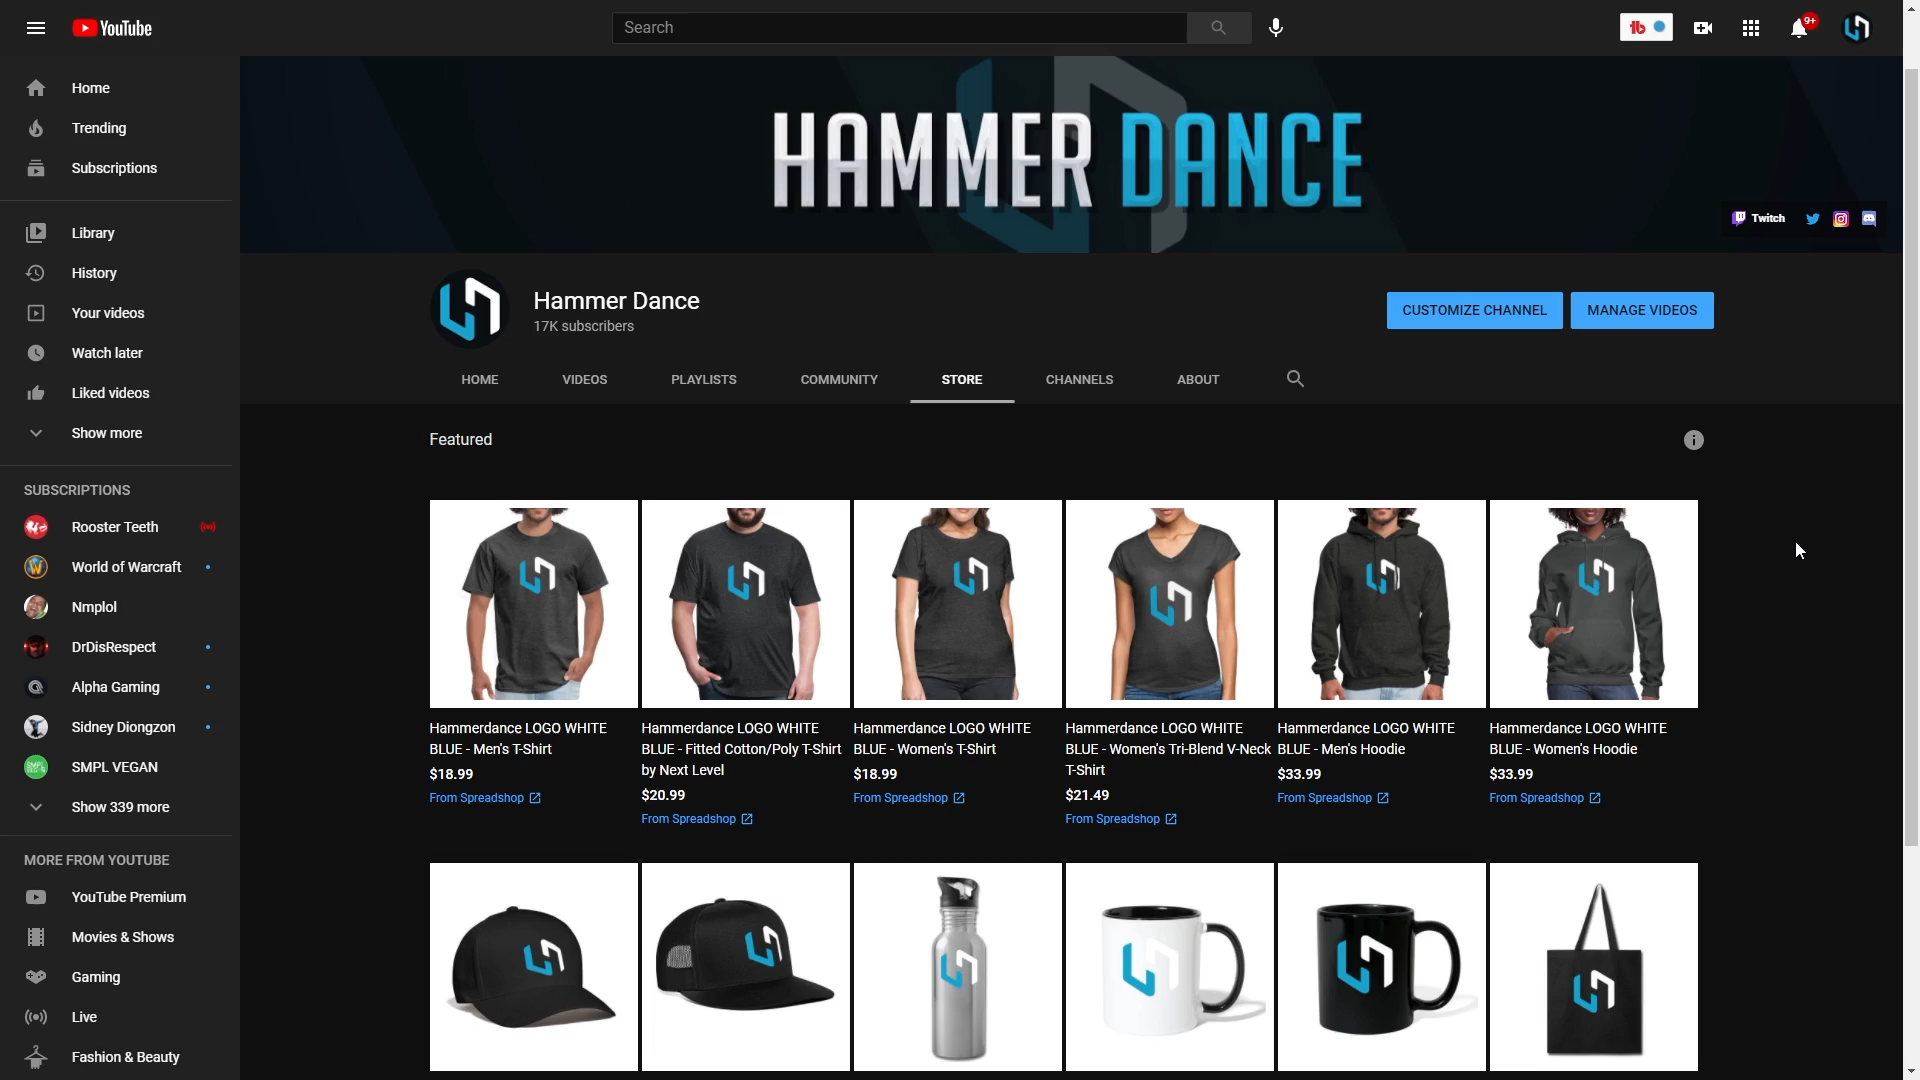 YouTube
Search
9+
Home
Trending
Subscriptions
Library
History
Your videos
Watch later
Liked videos
Show more
SUBSCRIPTIONS
Rooster Teeth
World of Warcraft
Nmplol
DrDisRespect
Alpha Gaming
Sidney Diongzon
SMPL VEGAN
Show 339 more
MORE FROM YOUTUBE
YouTube Premium
Movies & Shows
Gaming
Live
Fashion & Beauty
HAMMER DANCE
Twitch
Hammer Dance
17K subscribers
CUSTOMIZE CHANNEL
MANAGE VIDEOS
HOME
VIDEOS
PLAYLISTS
COMMUNITY
STORE
CHANNELS
ABOUT
Featured
Hammerdance LOGO WHITE
BLUE - Men's T-Shirt
$18.99
From Spreadshop
Hammerdance LOGO WHITE
BLUE - Fitted Cotton/Poly T-Shirt
by Next Level
$20.99
From Spreadshop
Hammerdance LOGO WHITE
BLUE - Women's T-Shirt
$18.99
From Spreadshop
Hammerdance LOGO WHITE
BLUE - Women's Tri-Blend V-Neck
T-Shirt
$21.49
From Spreadshop
Hammerdance LOGO WHITE
BLUE - Men's Hoodie
$33.99
From Spreadshop
Hammerdance LOGO WHITE
BLUE - Women's Hoodie
$33.99
From Spreadshop